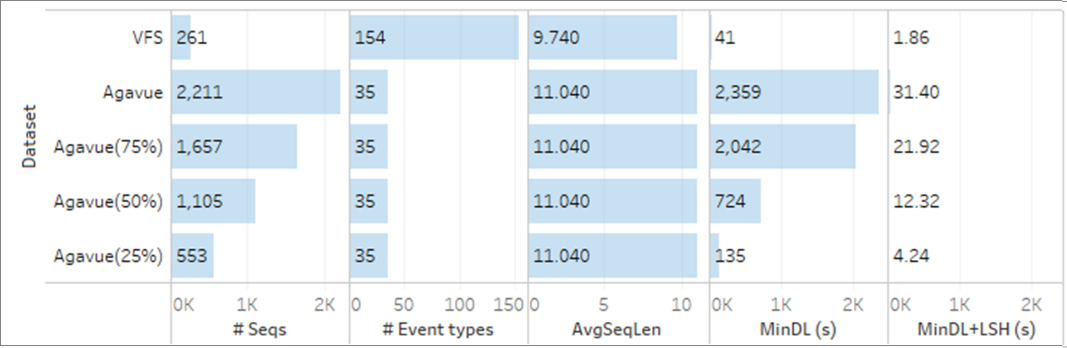 VFS 261 154 9.740 41 1.86
Agavue 2,211 35 11.040 2,359 31.40
Agavue(75%) 1,657 35 11.040 2,042 21.92
Agavue(50%) 1,105 35 11.040 724 12.32
Agavue(25%) 553 35 11.040 135 4.24
Dataset
0K 1K 2K 0 50 100 150 0 5 10 0K 1K 2K 0K 1K 2K
# Seqs # Event types AvgSeqLen MinDL (s) MinDL+LSH (s)